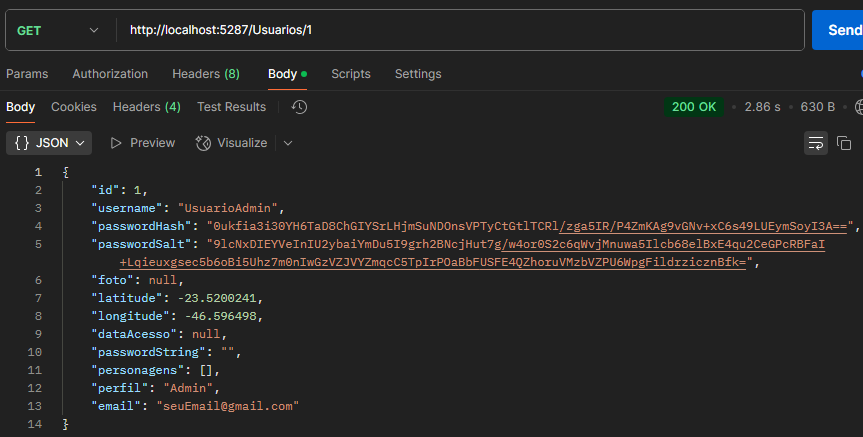 GET http://localhost:5287/Usuarios/1 Send
Params Authorization Headers (8) Body Scripts Settings
Body Cookies Headers (4) Test Results 200 OK • 2.86 s • 630 B •
{} JSON Preview Visualize
1 {
2 "id": 1,
3 "username": "UsuarioAdmin",
4 "passwordHash": "0ukfia3i30YH6TaD8ChGIYSrLHjmSuNDOnsVPTyCtGtlTCRl/zga5IR/P4ZmKAg9vGNv+xC6s49LUEymSoyI3A==",
5 "passwordSalt": "9lcNxDIEYVeInIU2ybaiYmDu5I9grh2BNcjHut7g/w4or0S2c6qWvjMnuwa5Ilcb68elBxE4qu2CeGPcRBFaI
+Lqieuxgsec5b6oBi5Uhz7m0nIwGzVZJVYZmqcC5TpIrPOaBbFUSFE4QZhoruVMzbVZPU6WpgFildrzicznBfk=",
6 "foto": null,
7 "latitude": -23.5200241,
8 "longitude": -46.596498,
9 "dataAcesso": null,
10 "passwordString": "",
11 "personagens": [],
12 "perfil": "Admin",
13 "email": "seuEmail@gmail.com"
14 }